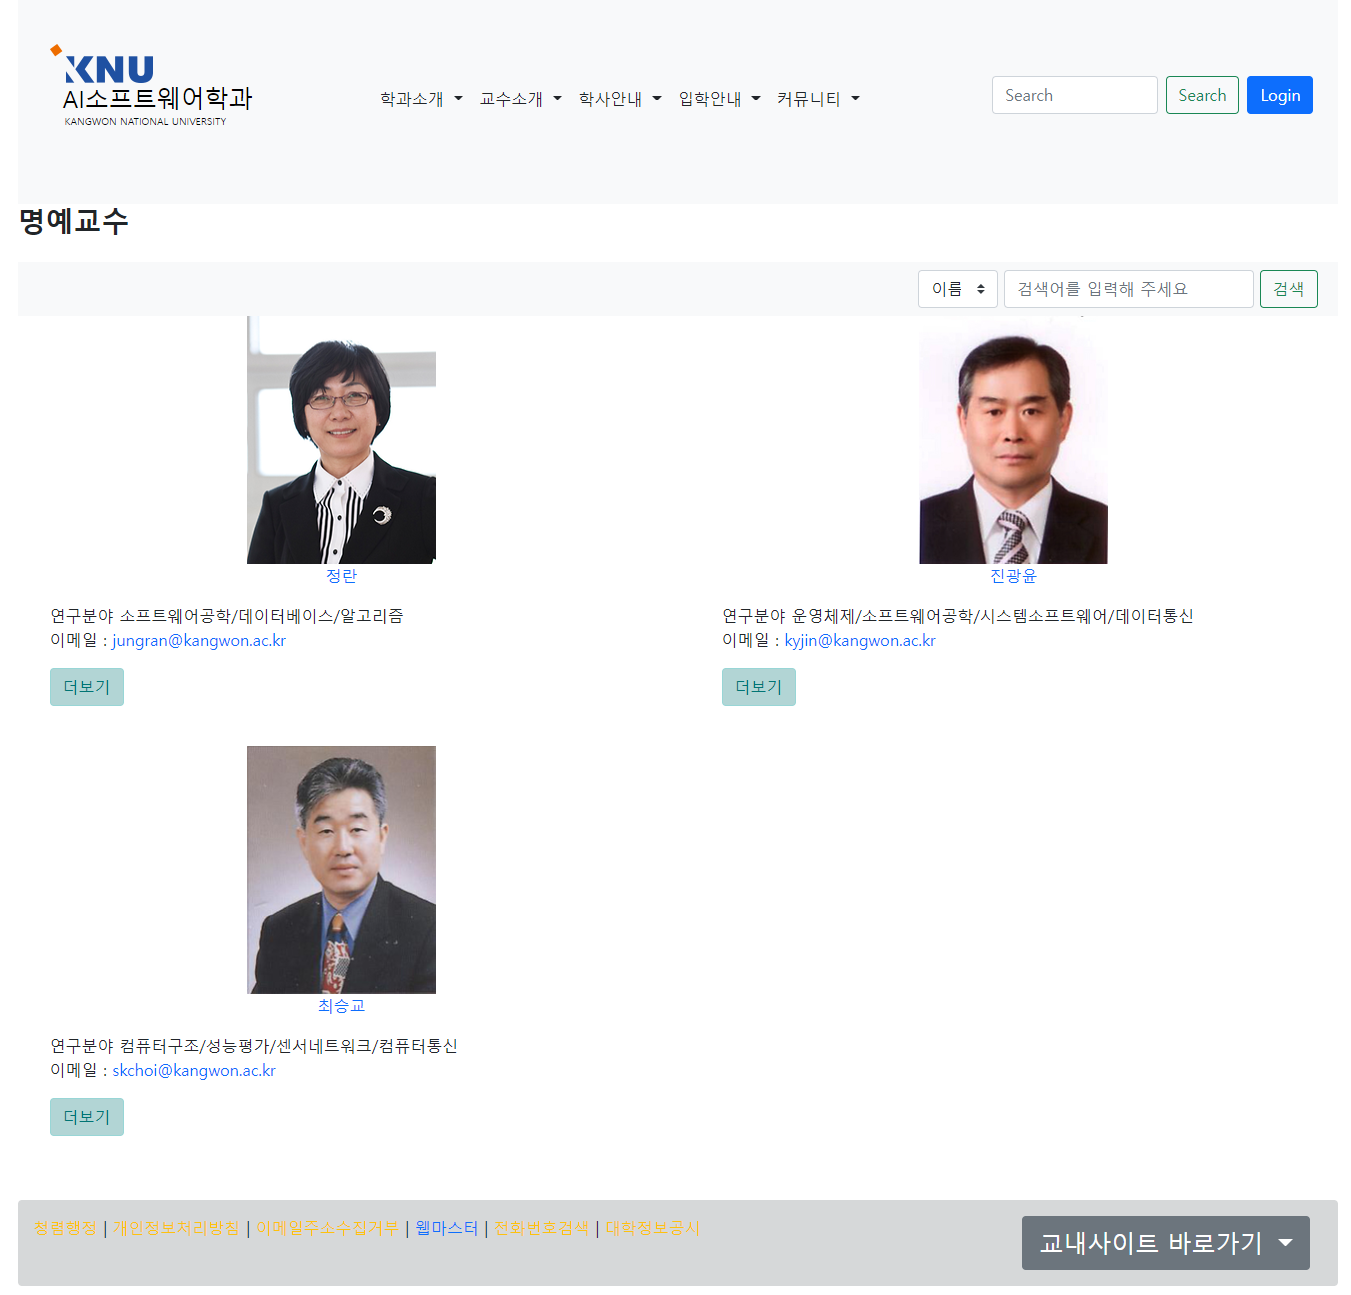 KNU
AI소프트웨어학과
KANGWON NATIONAL UNIVERSITY
학과소개 교수소개 학사안내 입학안내 커뮤니티
Search Search Login
명예교수
이름 검색어를 입력해 주세요 검색
정란
연구분야 소프트웨어공학/데이터베이스/알고리즘
이메일 : jungran@kangwon.ac.kr
더보기
진광윤
연구분야 운영체제/소프트웨어공학/시스템소프트웨어/데이터통신
이메일 : kyjin@kangwon.ac.kr
더보기
최승교
연구분야 컴퓨터구조/성능평가/센서네트워크/컴퓨터통신
이메일 : skchoi@kangwon.ac.kr
더보기
청렴행정 | 개인정보처리방침 | 이메일주소수집거부 | 웹마스터 | 전화번호검색 | 대학정보공시
교내사이트 바로가기